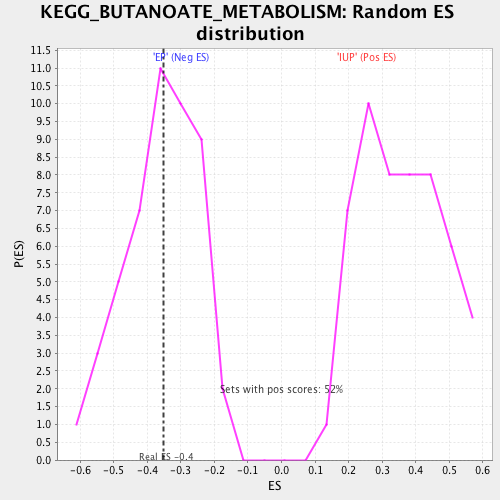 KEGG_BUTANOATE_METABOLISM: Random ES
distribution
'EP' (Neg ES)
'IUP' (Pos ES)
11.5
11.0
10.5
10.0
9.5
9.0
8.5
8.0
7.5
7.0
6.5
6.0
5.5
5.0
4.5
4.0
3.5
3.0
2.5
2.0
1.5
1.0
0.5
0.0
P(ES)
Sets with pos scores: 52%
Real ES -0.4
-0.6 -0.5 -0.4 -0.3 -0.2 -0.1 0.0 0.1 0.2 0.3 0.4 0.5 0.6
ES